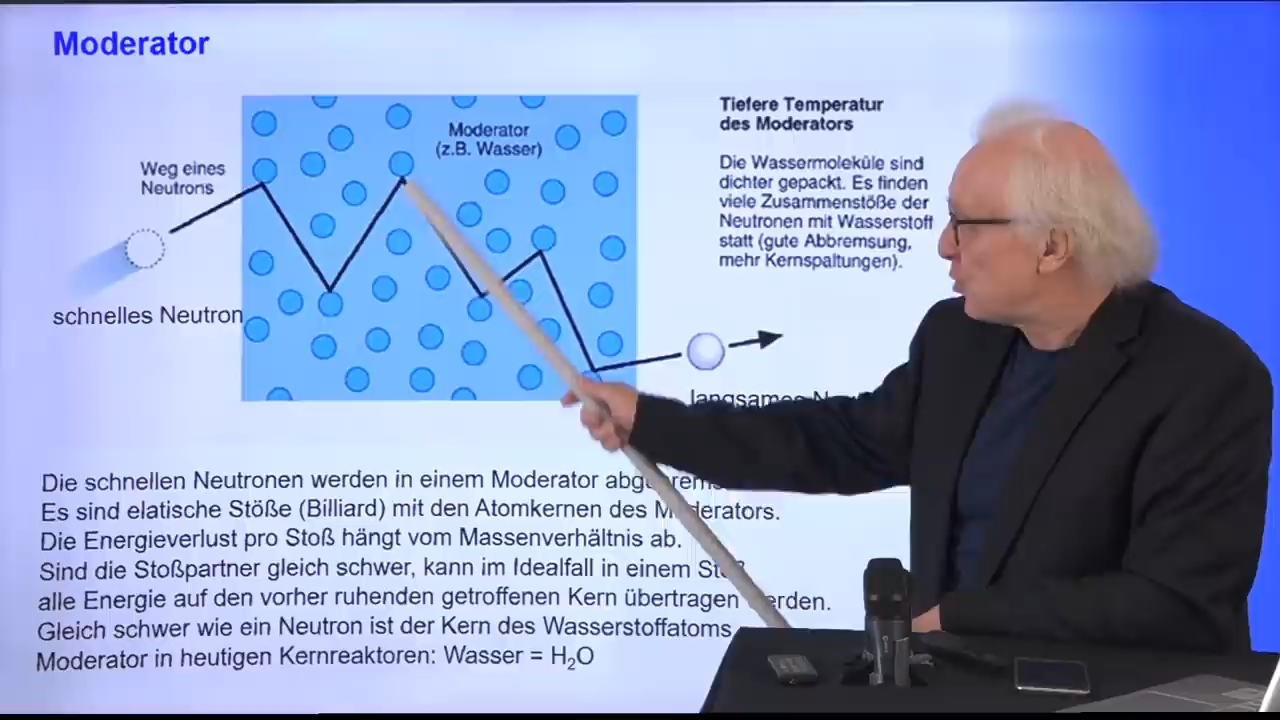 Moderator
Weg eines
Neutrons
schnelles Neutron
Moderator
(z.B. Wasser)
Tiefere Temperatur
des Moderators
Die Wassermoleküle sind
dichter gepackt. Es finden
viele Zusammenstöße der
Neutronen mit Wasserstoff
statt (gute Abbremsung,
mehr Kernspaltungen).
langsames
Die schnellen Neutronen werden in einem Moderator
Es sind elatische Stöße (Billiard) mit den Atomkernen des
Die Energieverlust pro Stoß hängt vom Massenverhältnis ab.
Sind die Stoßpartner gleich schwer, kann im Idealfall in einem
alle Energie auf den vorher ruhenden getroffenen Kern übertragen
Gleich schwer wie ein Neutron ist der Kern des Wasserstoffatoms
Moderator in heutigen Kernreaktoren: Wasser = H₂O